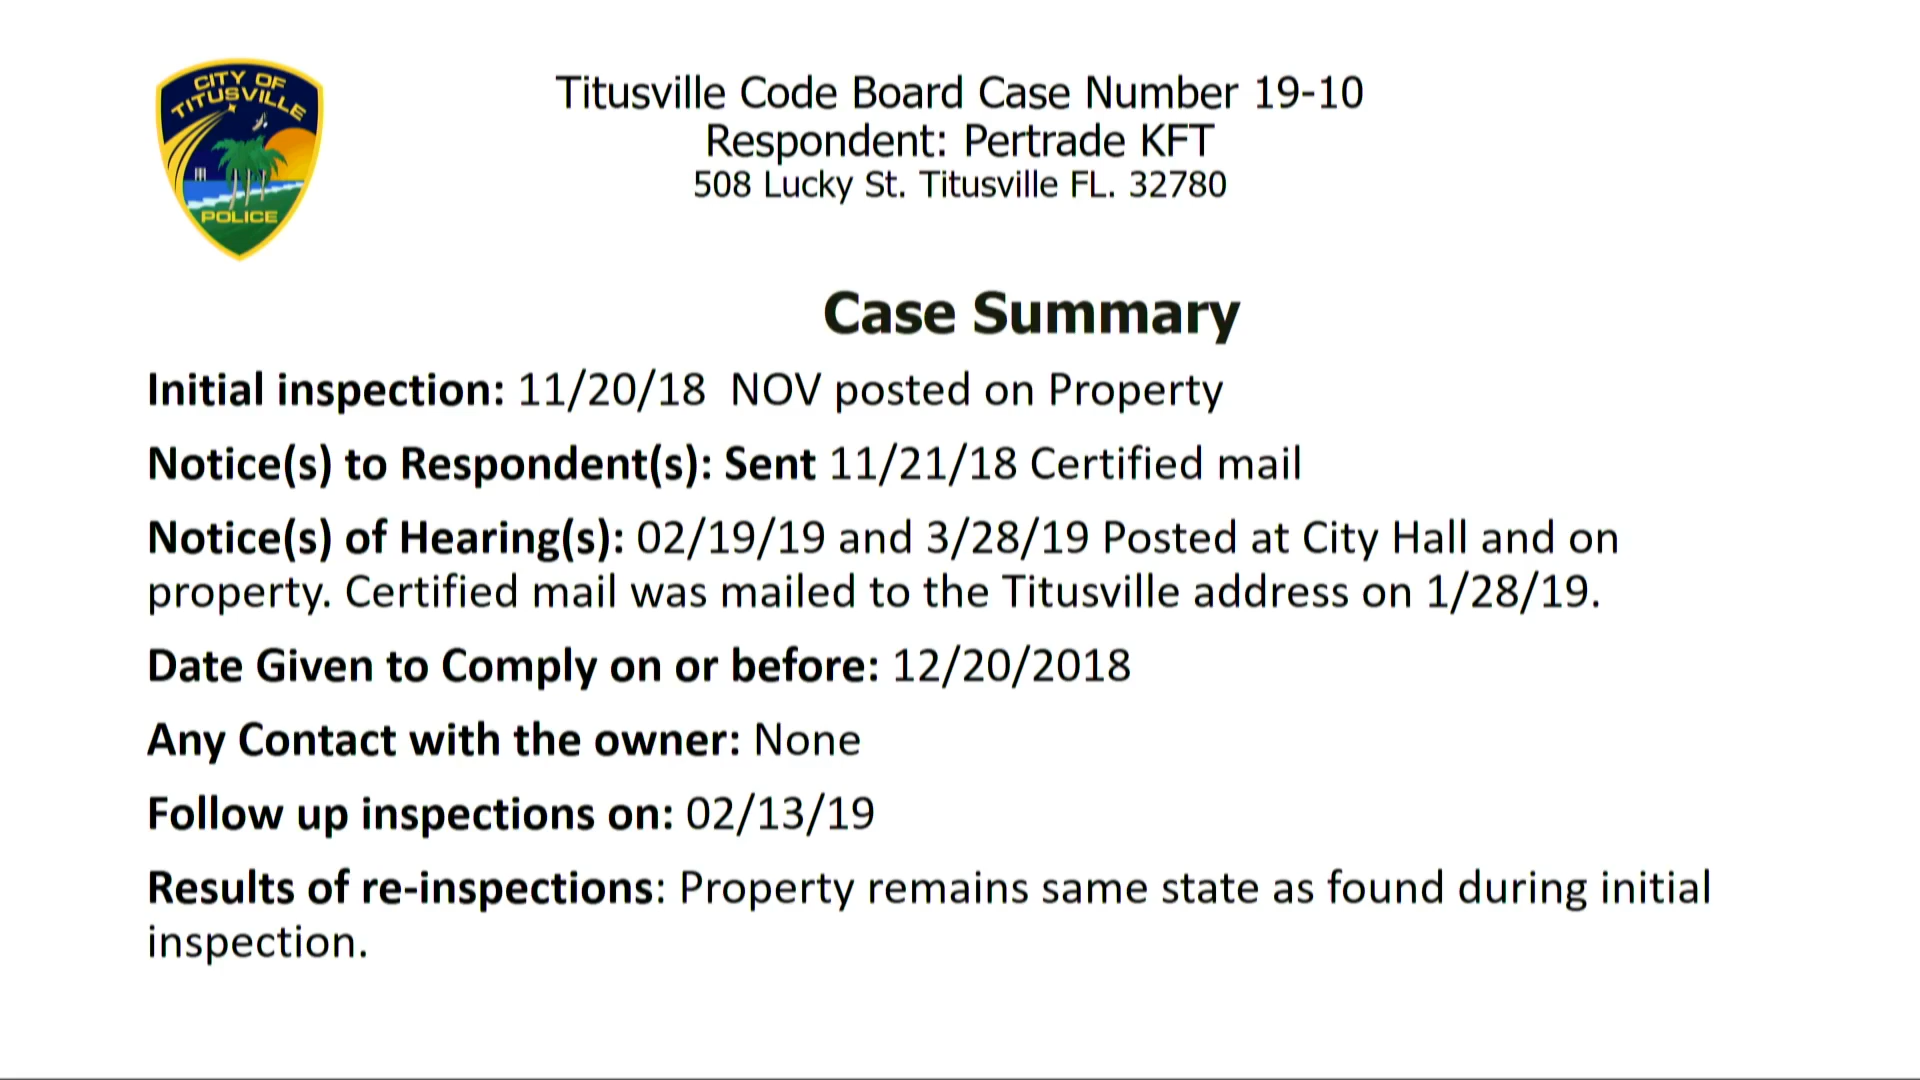 CITY OF
TITUSVILLE
POLICE
Titusville Code Board Case Number 19-10
Respondent: Pertrade KFT
508 Lucky St. Titusville FL. 32780
Case Summary
Initial inspection: 11/20/18  NOV posted on Property
Notice(s) to Respondent(s): Sent 11/21/18 Certified mail
Notice(s) of Hearing(s): 02/19/19 and 3/28/19 Posted at City Hall and on
property. Certified mail was mailed to the Titusville address on 1/28/19.
Date Given to Comply on or before: 12/20/2018
Any Contact with the owner: None
Follow up inspections on: 02/13/19
Results of re-inspections: Property remains same state as found during initial
inspection.